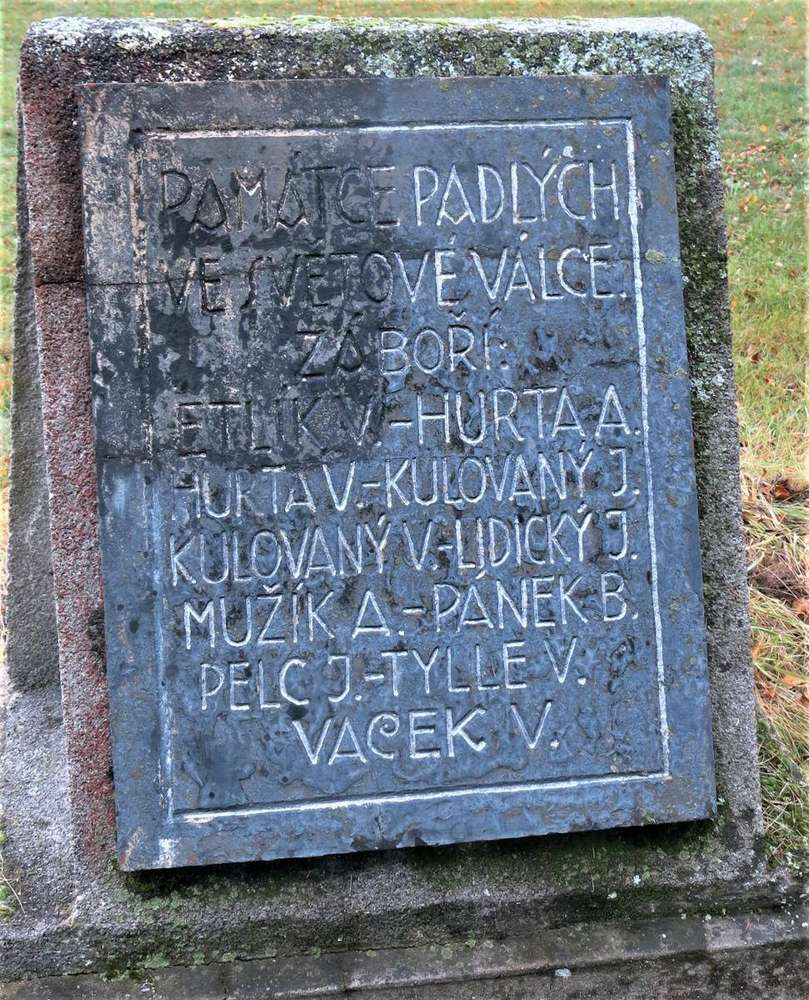 PAMÁTCE PADLÝCH
VE SVĚTOVÉ VÁLCE.
ZÁBOŘÍ:
ETLÍK V.-HURTA A.
HURTA V.-KULOVANÝ J.
KULOVANÝ V.-LIDICKÝ J.
MUŽÍK A.-PÁNEK B.
PELC J.-TYLLE V.
VACEK V.